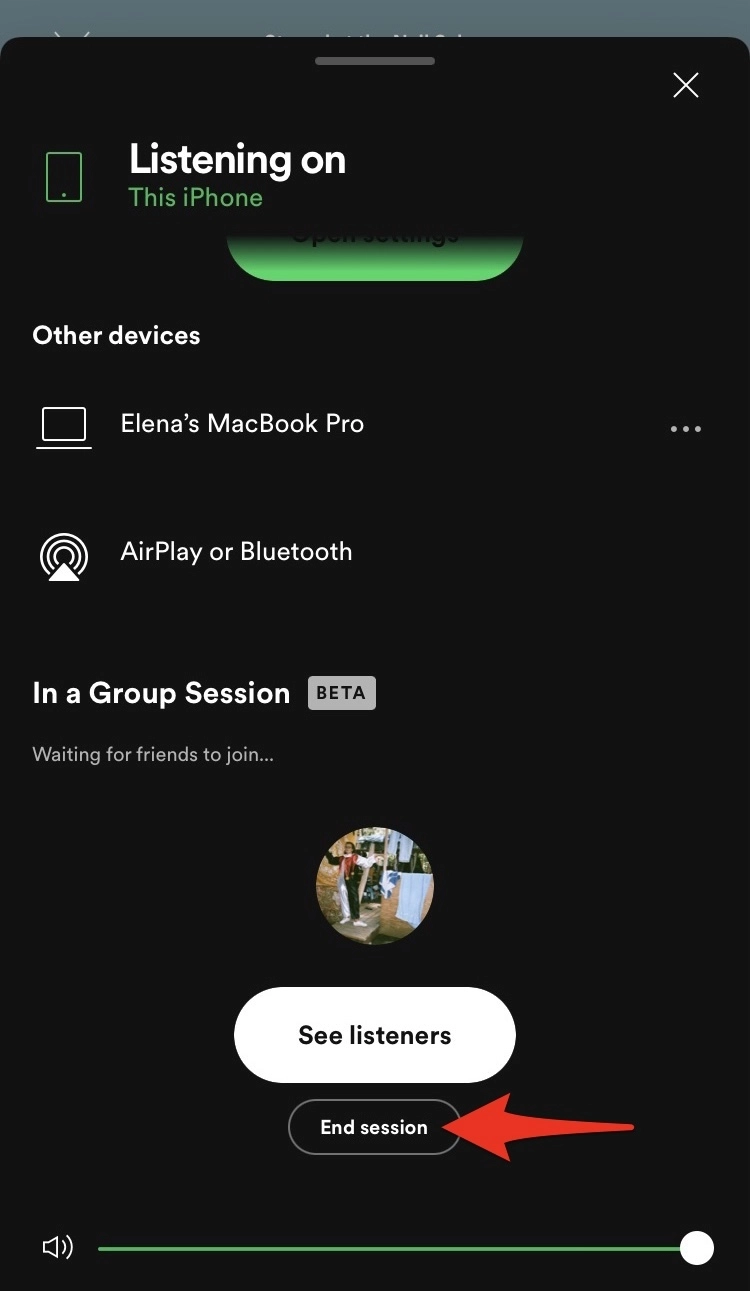 Listening on
This iPhone
Open settings
Other devices
Elena’s MacBook Pro
AirPlay or Bluetooth
In a Group Session BETA
Waiting for friends to join...
See listeners
End session